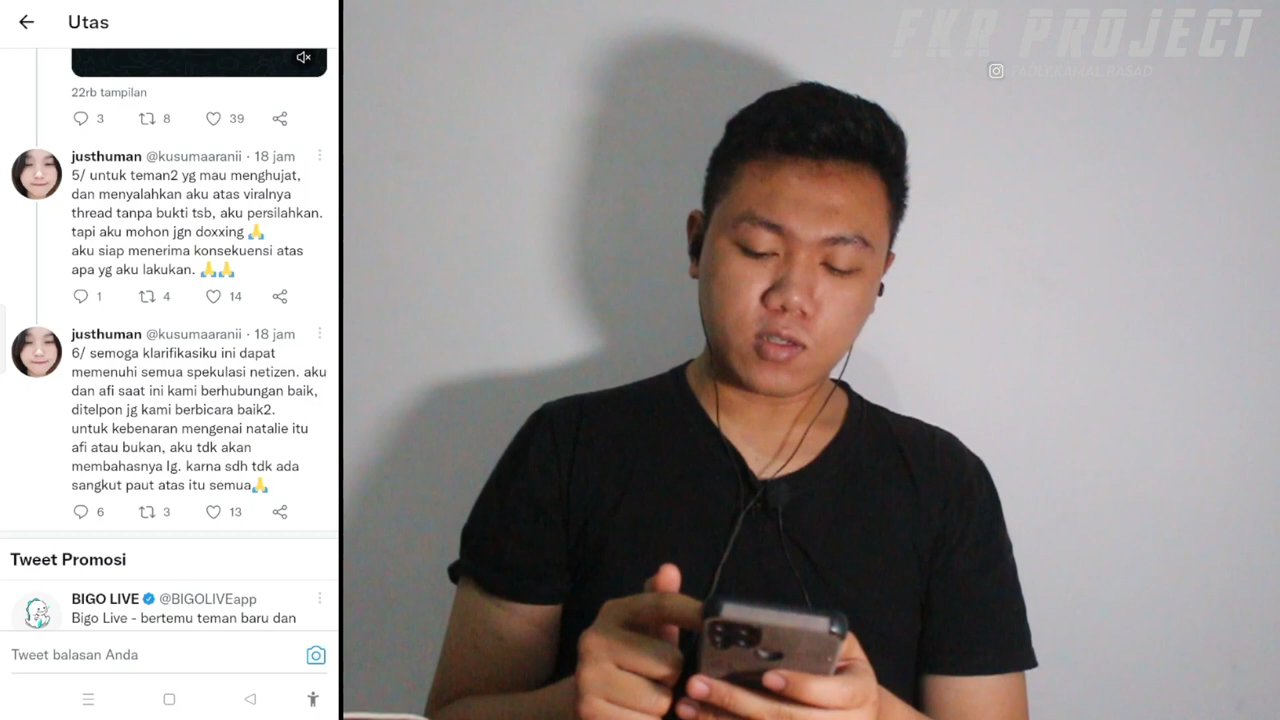 Utas
22rb tampilan
3 8 39
justhuman @kusumaaranii · 18 jam
5/ untuk teman2 yg mau menghujat,
dan menyalahkan aku atas viralnya
thread tanpa bukti tsb, aku persilahkan.
tapi aku mohon jgn doxxing 🙏
aku siap menerima konsekuensi atas
apa yg aku lakukan. 🙏🙏
1 4 14
justhuman @kusumaaranii · 18 jam
6/ semoga klarifikasiku ini dapat
memenuhi semua spekulasi netizen. aku
dan afi saat ini kami berhubungan baik,
ditelpon jg kami berbicara baik2.
untuk kebenaran mengenai natalie itu
afi atau bukan, aku tdk akan
membahasnya lg. karna sdh tdk ada
sangkut paut atas itu semua🙏
6 3 13
Tweet Promosi
BIGO LIVE @BIGOLIVEapp
Bigo Live - bertemu teman baru dan
Tweet balasan Anda
FKR PROJECT